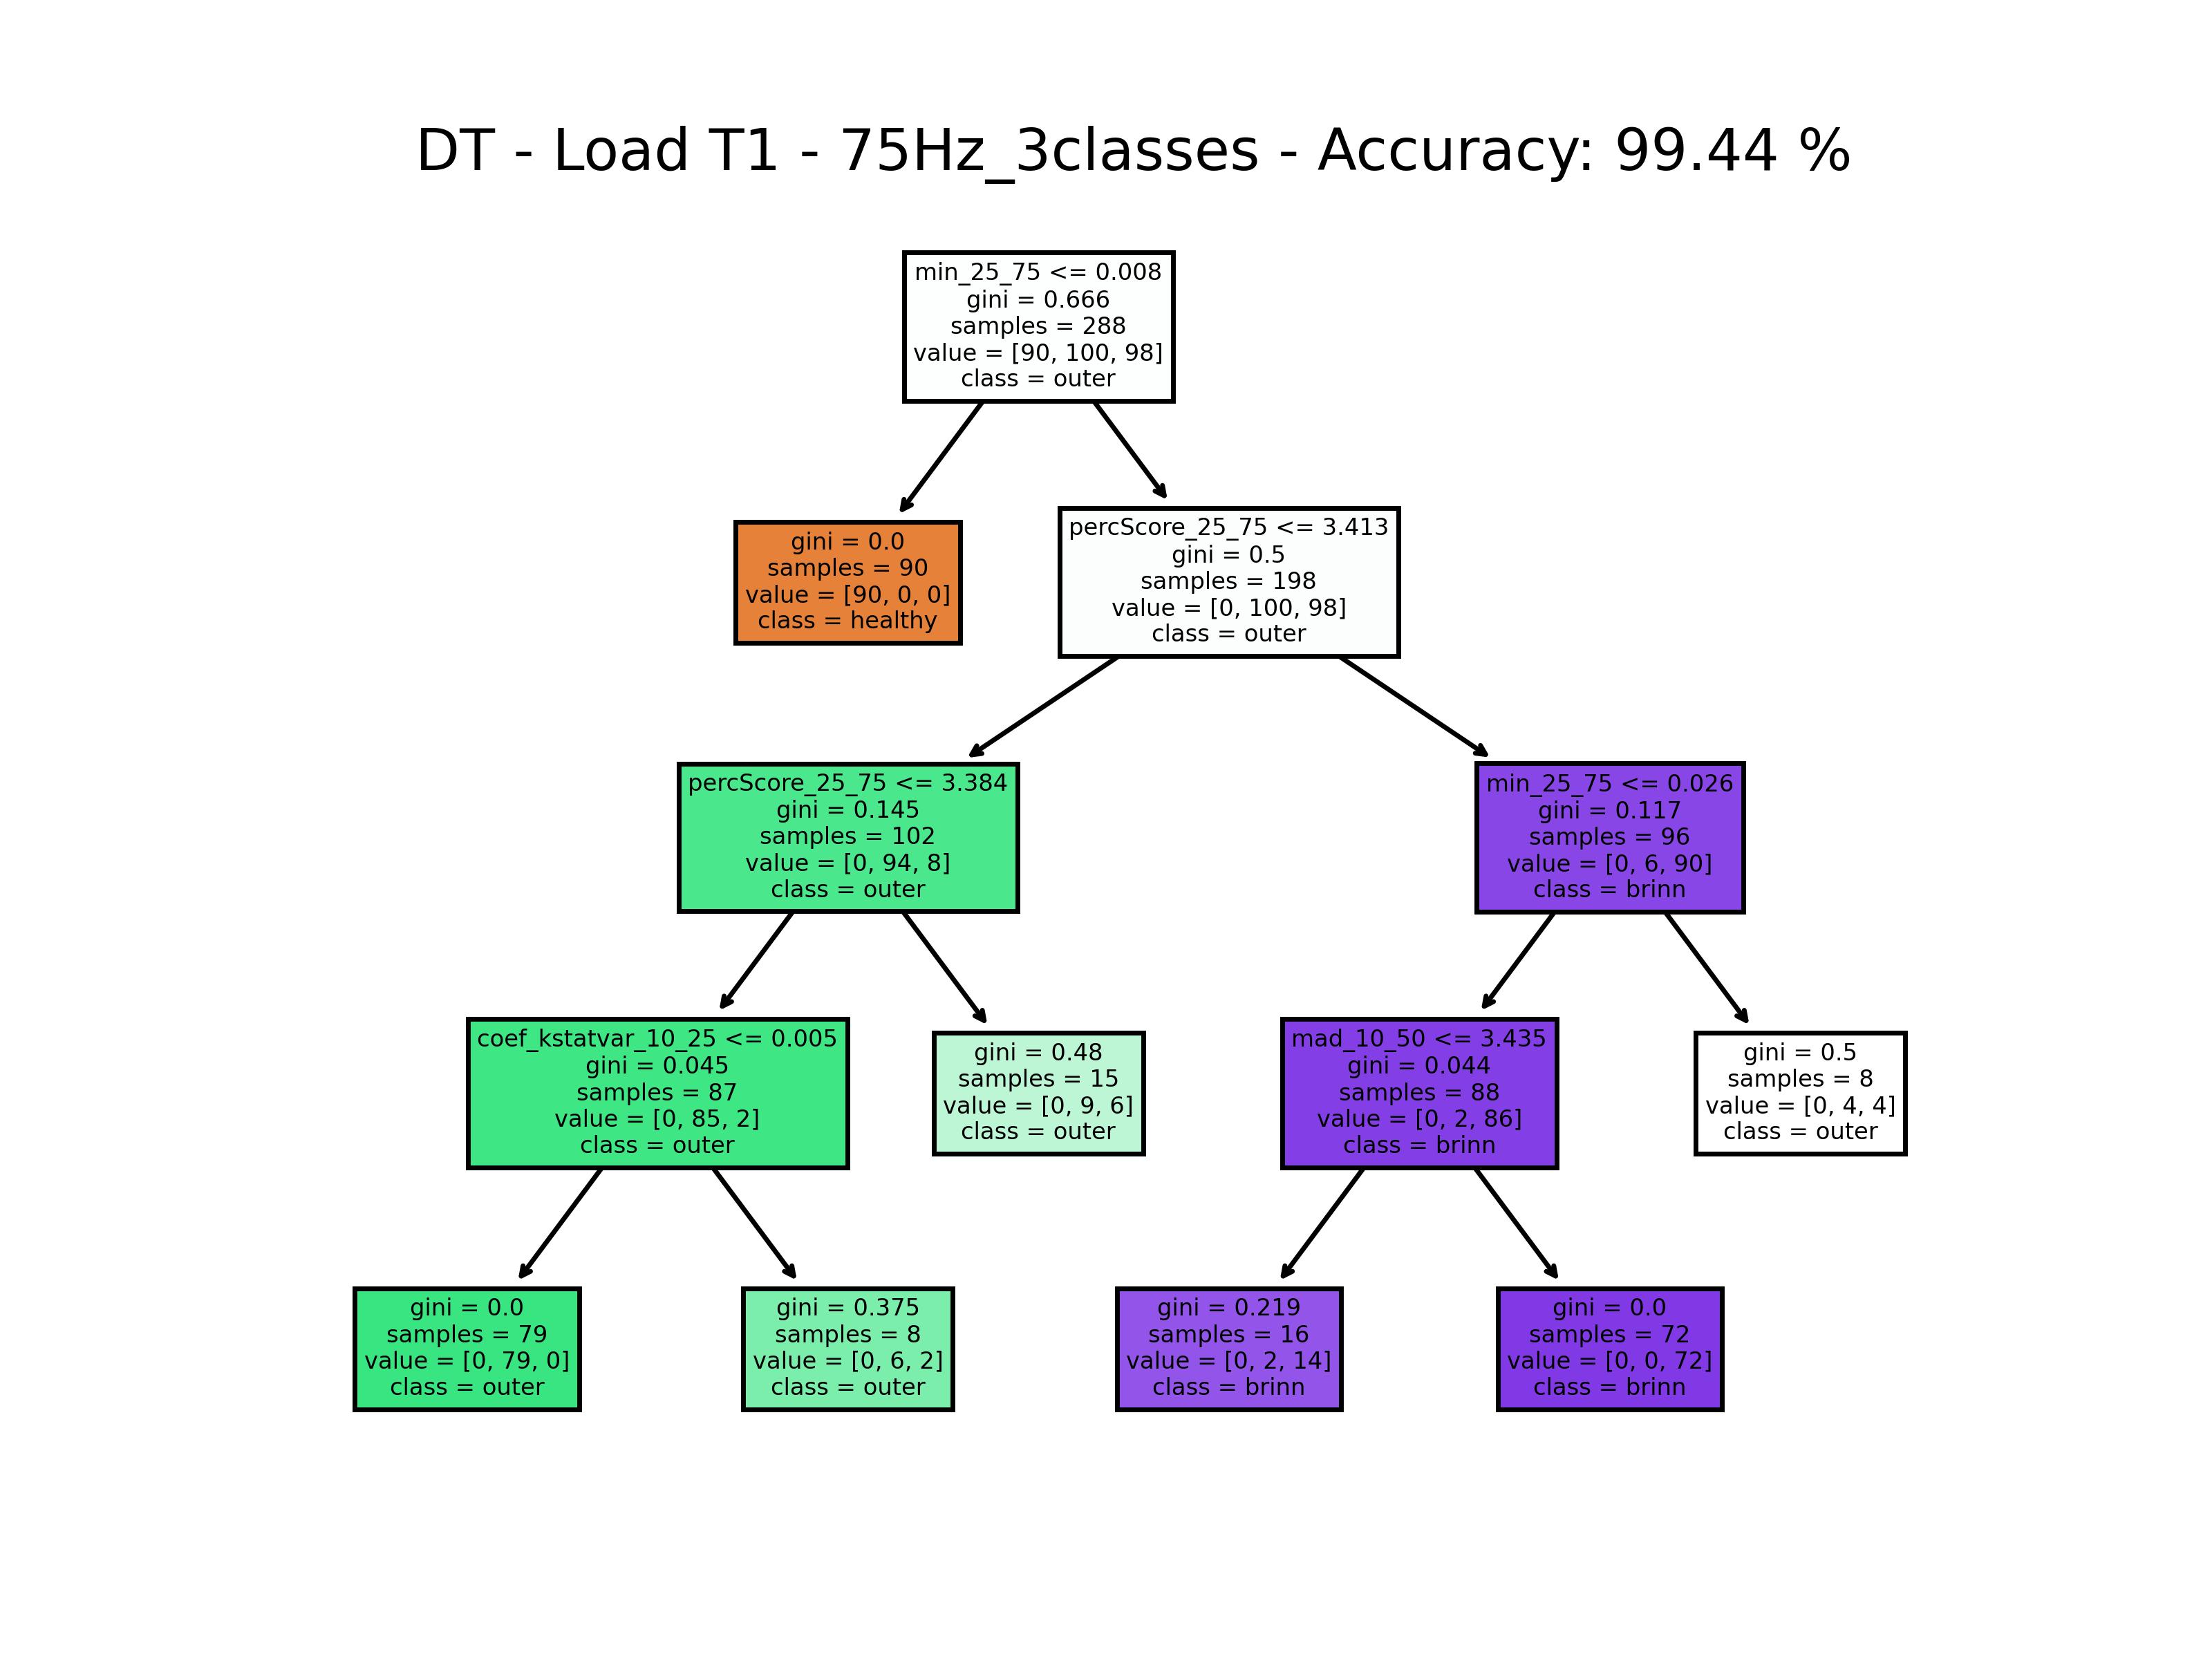 DT - Load T1 - 75Hz_3classes - Accuracy: 99.44 %
min_25_75 <= 0.008
gini = 0.666
samples = 288
value = [90, 100, 98]
class = outer
gini = 0.0
samples = 90
value = [90, 0, 0]
class = healthy
percScore_25_75 <= 3.413
gini = 0.5
samples = 198
value = [0, 100, 98]
class = outer
percScore_25_75 <= 3.384
gini = 0.145
samples = 102
value = [0, 94, 8]
class = outer
min_25_75 <= 0.026
gini = 0.117
samples = 96
value = [0, 6, 90]
class = brinn
coef_kstatvar_10_25 <= 0.005
gini = 0.045
samples = 87
value = [0, 85, 2]
class = outer
gini = 0.48
samples = 15
value = [0, 9, 6]
class = outer
mad_10_50 <= 3.435
gini = 0.044
samples = 88
value = [0, 2, 86]
class = brinn
gini = 0.5
samples = 8
value = [0, 4, 4]
class = outer
gini = 0.0
samples = 79
value = [0, 79, 0]
class = outer
gini = 0.375
samples = 8
value = [0, 6, 2]
class = outer
gini = 0.219
samples = 16
value = [0, 2, 14]
class = brinn
gini = 0.0
samples = 72
value = [0, 0, 72]
class = brinn